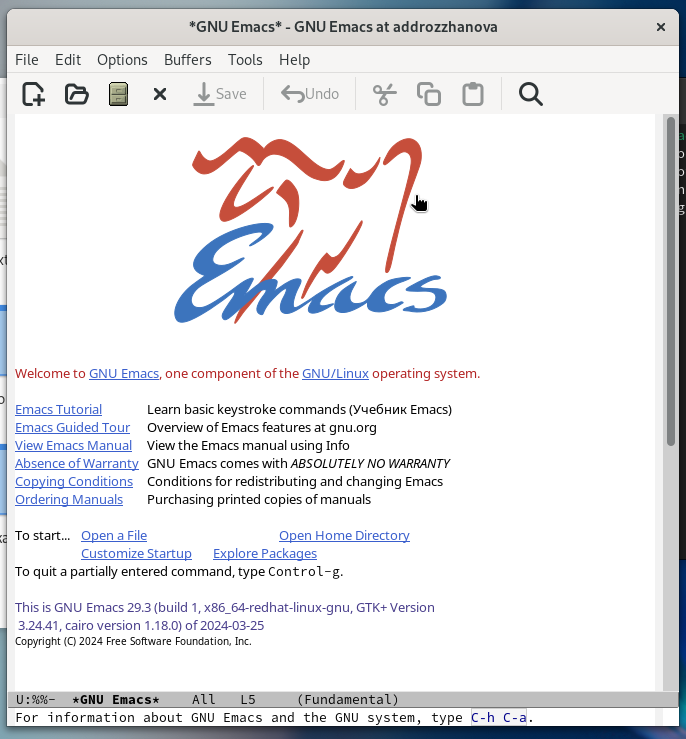 *GNU Emacs* - GNU Emacs at addrozzhanova
File Edit Options Buffers Tools Help
Save Undo
Emacs
Welcome to GNU Emacs, one component of the GNU/Linux operating system.
Emacs Tutorial Learn basic keystroke commands (Учебник Emacs)
Emacs Guided Tour Overview of Emacs features at gnu.org
View Emacs Manual View the Emacs manual using Info
Absence of Warranty GNU Emacs comes with ABSOLUTELY NO WARRANTY
Copying Conditions Conditions for redistributing and changing Emacs
Ordering Manuals Purchasing printed copies of manuals
To start... Open a File Open Home Directory
Customize Startup Explore Packages
To quit a partially entered command, type Control-g.
This is GNU Emacs 29.3 (build 1, x86_64-redhat-linux-gnu, GTK+ Version
3.24.41, cairo version 1.18.0) of 2024-03-25
Copyright (C) 2024 Free Software Foundation, Inc.
U:%%- *GNU Emacs* All L5 (Fundamental)
For information about GNU Emacs and the GNU system, type C-h C-a.